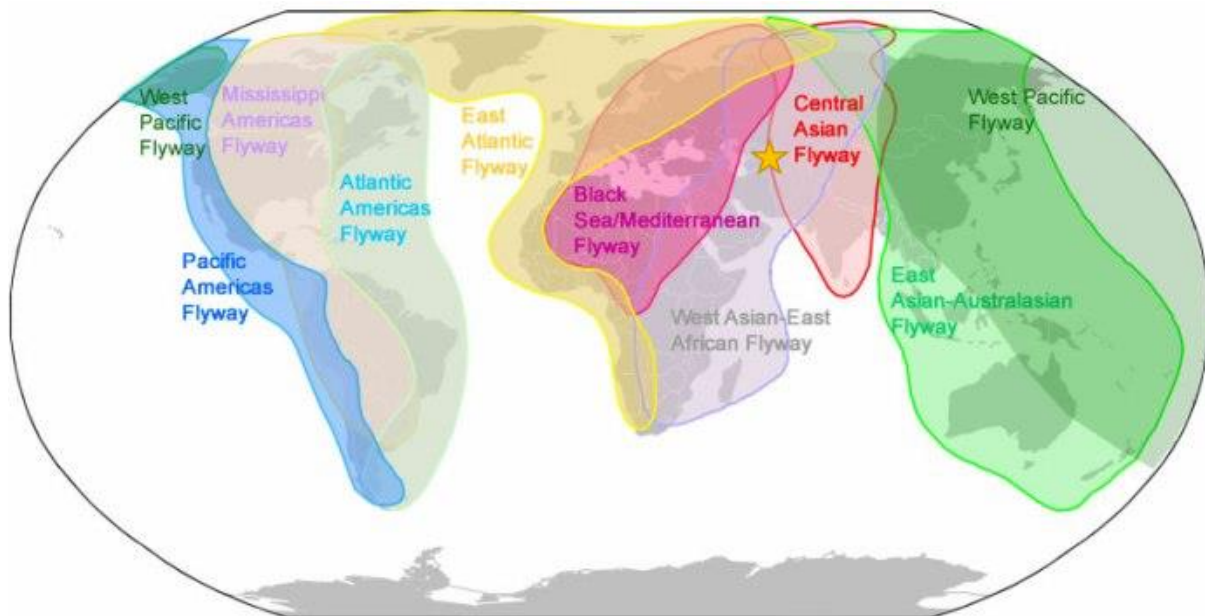 West
Pacific
Flyway
Mississippi
Americas
Flyway
East
Atlantic
Flyway
Atlantic
Americas
Flyway
Pacific
Americas
Flyway
Black
Sea/Mediterranean
Flyway
Central
Asian
Flyway
West Asian-East
African Flyway
West Pacific
Flyway
East
Asian-Australasian
Flyway